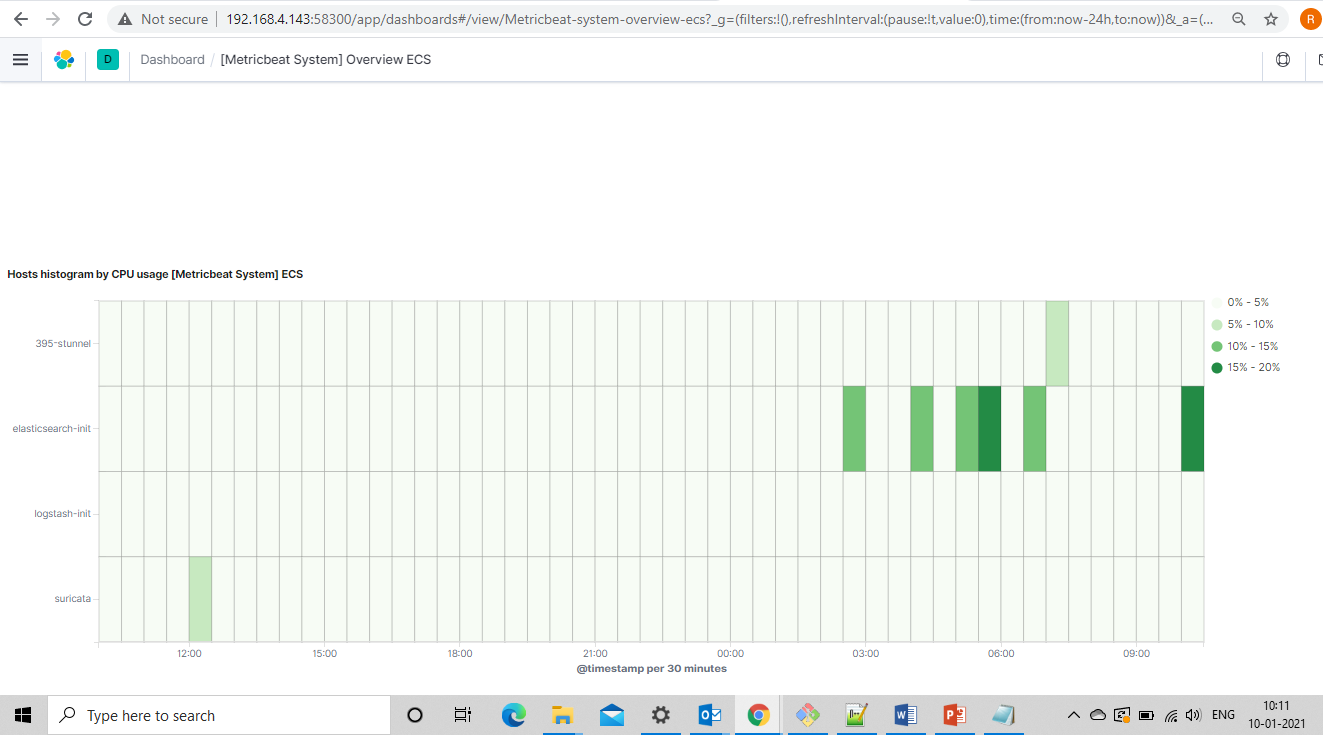 Not secure
192.168.4.143:58300/app/dashboards#/view/Metricbeat-system-overview-ecs?_g=(filters:!(),refreshInterval:(pause:!t,value:0),time:(from:now-24h,to:now))&_a=(...
R
D
Dashboard / [Metricbeat System] Overview ECS
Hosts histogram by CPU usage [Metricbeat System] ECS
0% - 5%
5% - 10%
10% - 15%
15% - 20%
395-stunnel
elasticsearch-init
logstash-init
suricata
12:00 15:00 18:00 21:00 00:00 03:00 06:00 09:00
@timestamp per 30 minutes
Type here to search
ENG
10:11
10-01-2021